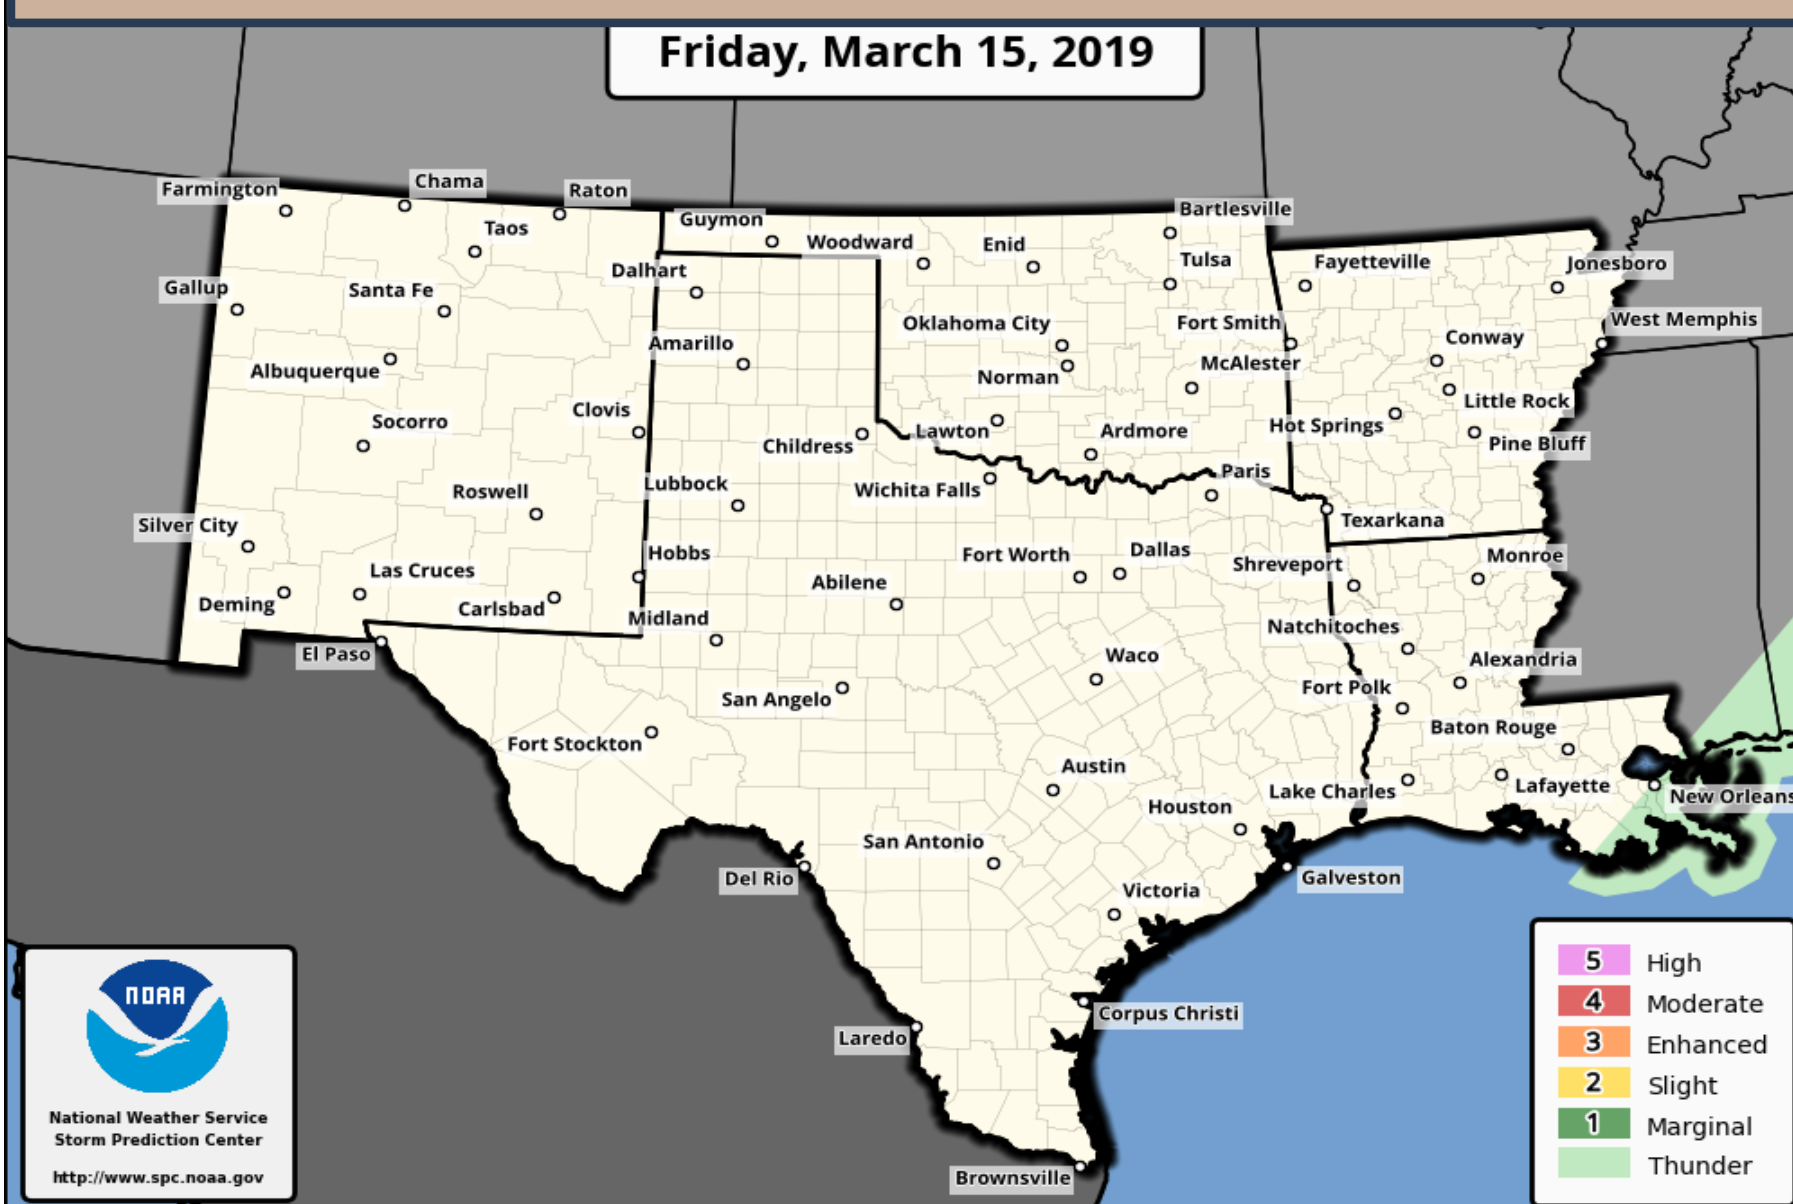 Friday, March 15, 2019
Farmington
Chama
Raton
Taos
Guymon
Bartlesville
Woodward
Enid
Tulsa
Fayetteville
Jonesboro
Gallup
Santa Fe
Dalhart
Oklahoma City
Fort Smith
West Memphis
Amarillo
Conway
Albuquerque
Norman
McAlester
Little Rock
Socorro
Clovis
Childress
Lawton
Ardmore
Hot Springs
Pine Bluff
Roswell
Lubbock
Wichita Falls
Paris
Silver City
Texarkana
Las Cruces
Hobbs
Fort Worth
Dallas
Shreveport
Monroe
Deming
Carlsbad
Abilene
Midland
Natchitoches
El Paso
Waco
Alexandria
San Angelo
Fort Polk
Fort Stockton
Baton Rouge
Austin
Lake Charles
Lafayette
New Orleans
Houston
San Antonio
Del Rio
Victoria
Galveston
Corpus Christi
Laredo
Brownsville
NOAA
National Weather Service
Storm Prediction Center
http://www.spc.noaa.gov
5 High
4 Moderate
3 Enhanced
2 Slight
1 Marginal
Thunder